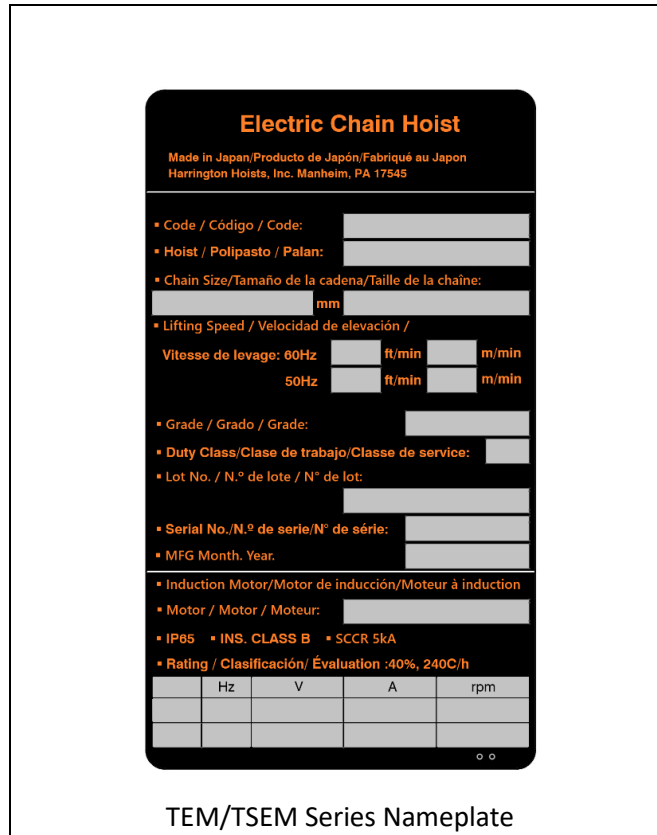 Electric Chain Hoist
Made in Japan/Producto de Japón/Fabriqué au Japon
Harrington Hoists, Inc. Manheim, PA 17545
▪ Code / Código / Code:
▪ Hoist / Polipasto / Palan:
▪ Chain Size/Tamaño de la cadena/Taille de la chaîne:
mm
▪ Lifting Speed / Velocidad de elevación /
Vitesse de levage: 60Hz ft/min m/min
50Hz ft/min m/min
▪ Grade / Grado / Grade:
▪ Duty Class/Clase de trabajo/Classe de service:
▪ Lot No. / N.º de lote / N° de lot:
▪ Serial No./N.º de serie/N° de série:
▪ MFG Month. Year.
▪ Induction Motor/Motor de inducción/Moteur à induction
▪ Motor / Motor / Moteur:
▪ IP65 ▪ INS. CLASS B ▪ SCCR 5kA
▪ Rating / Clasificación/ Évaluation :40%, 240C/h
Hz V A rpm
TEM/TSEM Series Nameplate